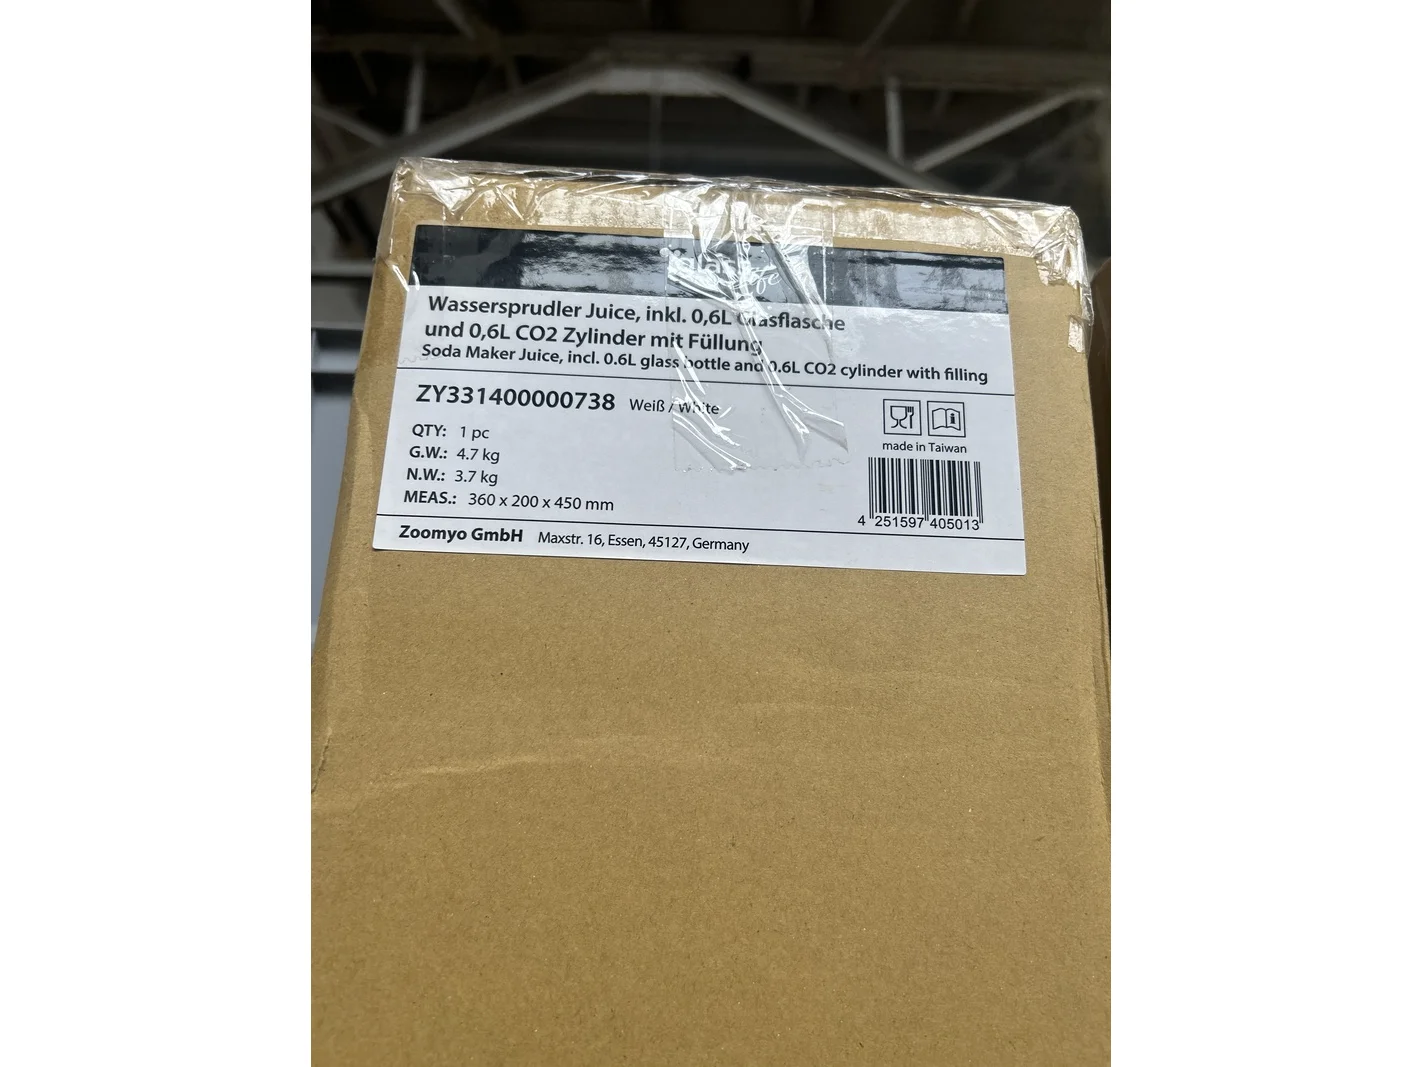 Wassersprudler Juice, inkl. 0,6L Glasflasche
und 0,6L CO2 Zylinder mit Füllung
Soda Maker Juice, incl. 0.6L glass bottle and 0.6L CO2 cylinder with filling
ZY331400000738 Weiß / White
QTY: 1 pc
G.W.: 4.7 kg
N.W.: 3.7 kg
MEAS.: 360 x 200 x 450 mm
made in Taiwan
4 251597 405013
Zoomyo GmbH Maxstr. 16, Essen, 45127, Germany